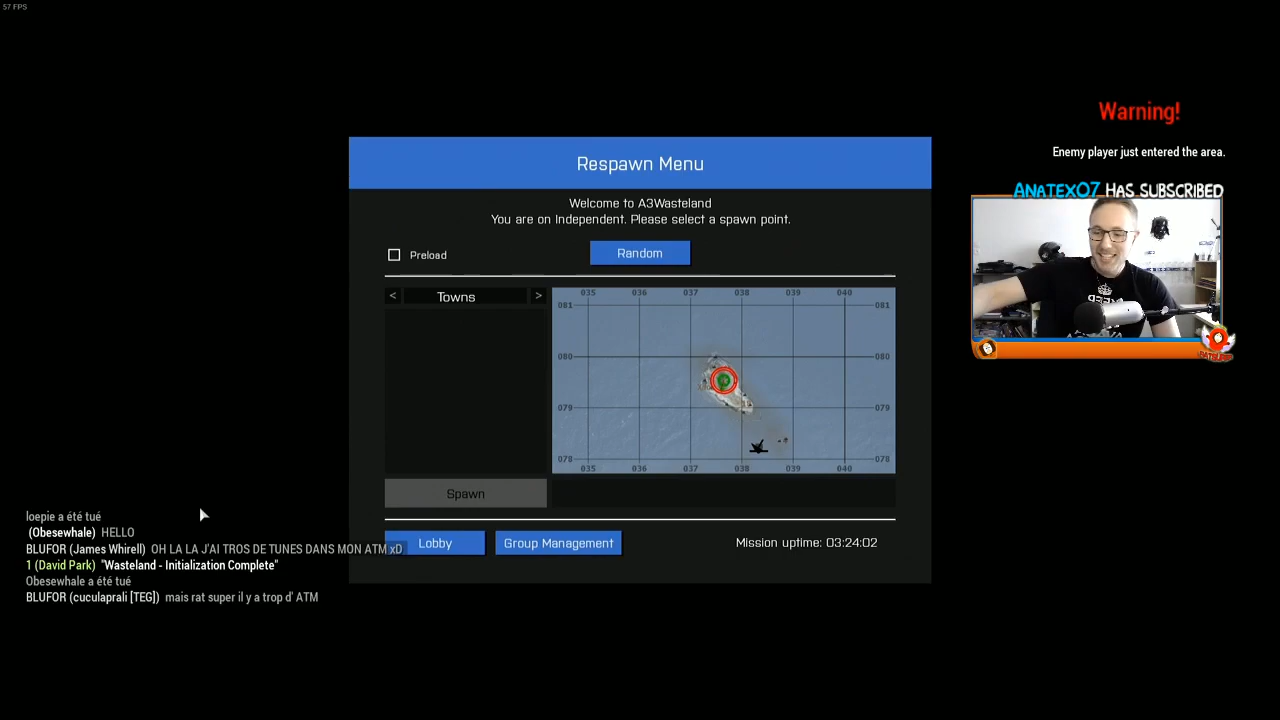 57 FPS
Warning!
Enemy player just entered the area.
ANATEX07 HAS SUBSCRIBED
Respawn Menu
Welcome to A3Wasteland
You are on Independent. Please select a spawn point.
Preload
Random
< Towns >
035 036 037 038 039 040
081 081
080 080
079 079
078 078
035 036 037 038 039 040
Spawn
loepie a été tué
(Obesewhale) HELLO
BLUFOR (James Whirell) OH LA LA J'AI TROS DE TUNES DANS MON ATM xD
Lobby
Group Management
Mission uptime: 03:24:02
1 (David Park) "Wasteland - Initialization Complete"
Obesewhale a été tué
BLUFOR (cuculaprali [TEG]) mais rat super il y a trop d' ATM